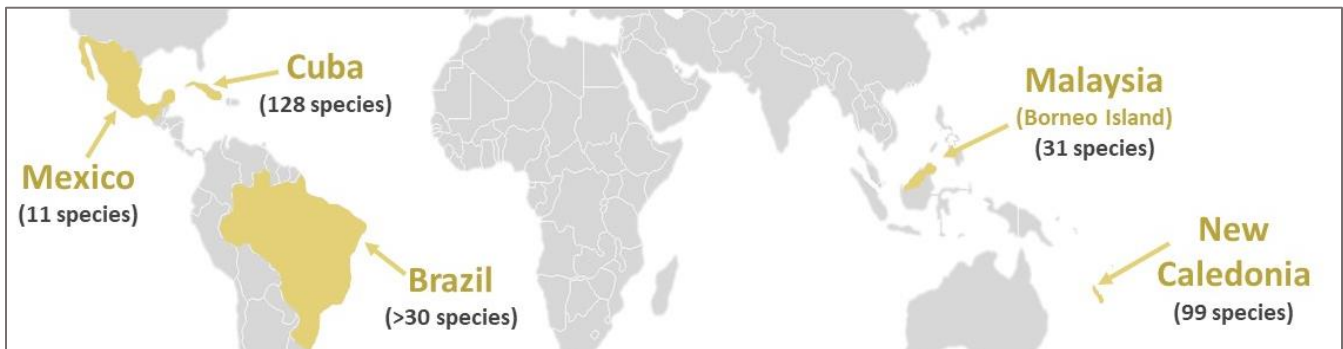 Cuba
(128 species)
Mexico
(11 species)
Brazil
(>30 species)
Malaysia
(Borneo Island)
(31 species)
New
Caledonia
(99 species)